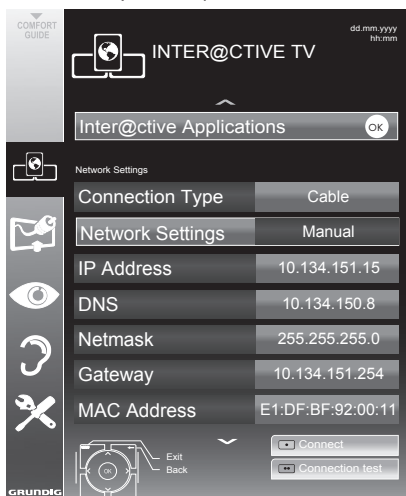 COMFORT
GUIDE
INTER@CTIVE TV
dd.mm.yyyy
hh:mm
Inter@ctive Applications OK
Network Settings
Connection Type Cable
Network Settings Manual
IP Address 10.134.151.15
DNS 10.134.150.8
Netmask 255.255.255.0
Gateway 10.134.151.254
MAC Address E1:DF:BF:92:00:11
OK
Exit
Back
Connect
Connection test
GRUNDIG